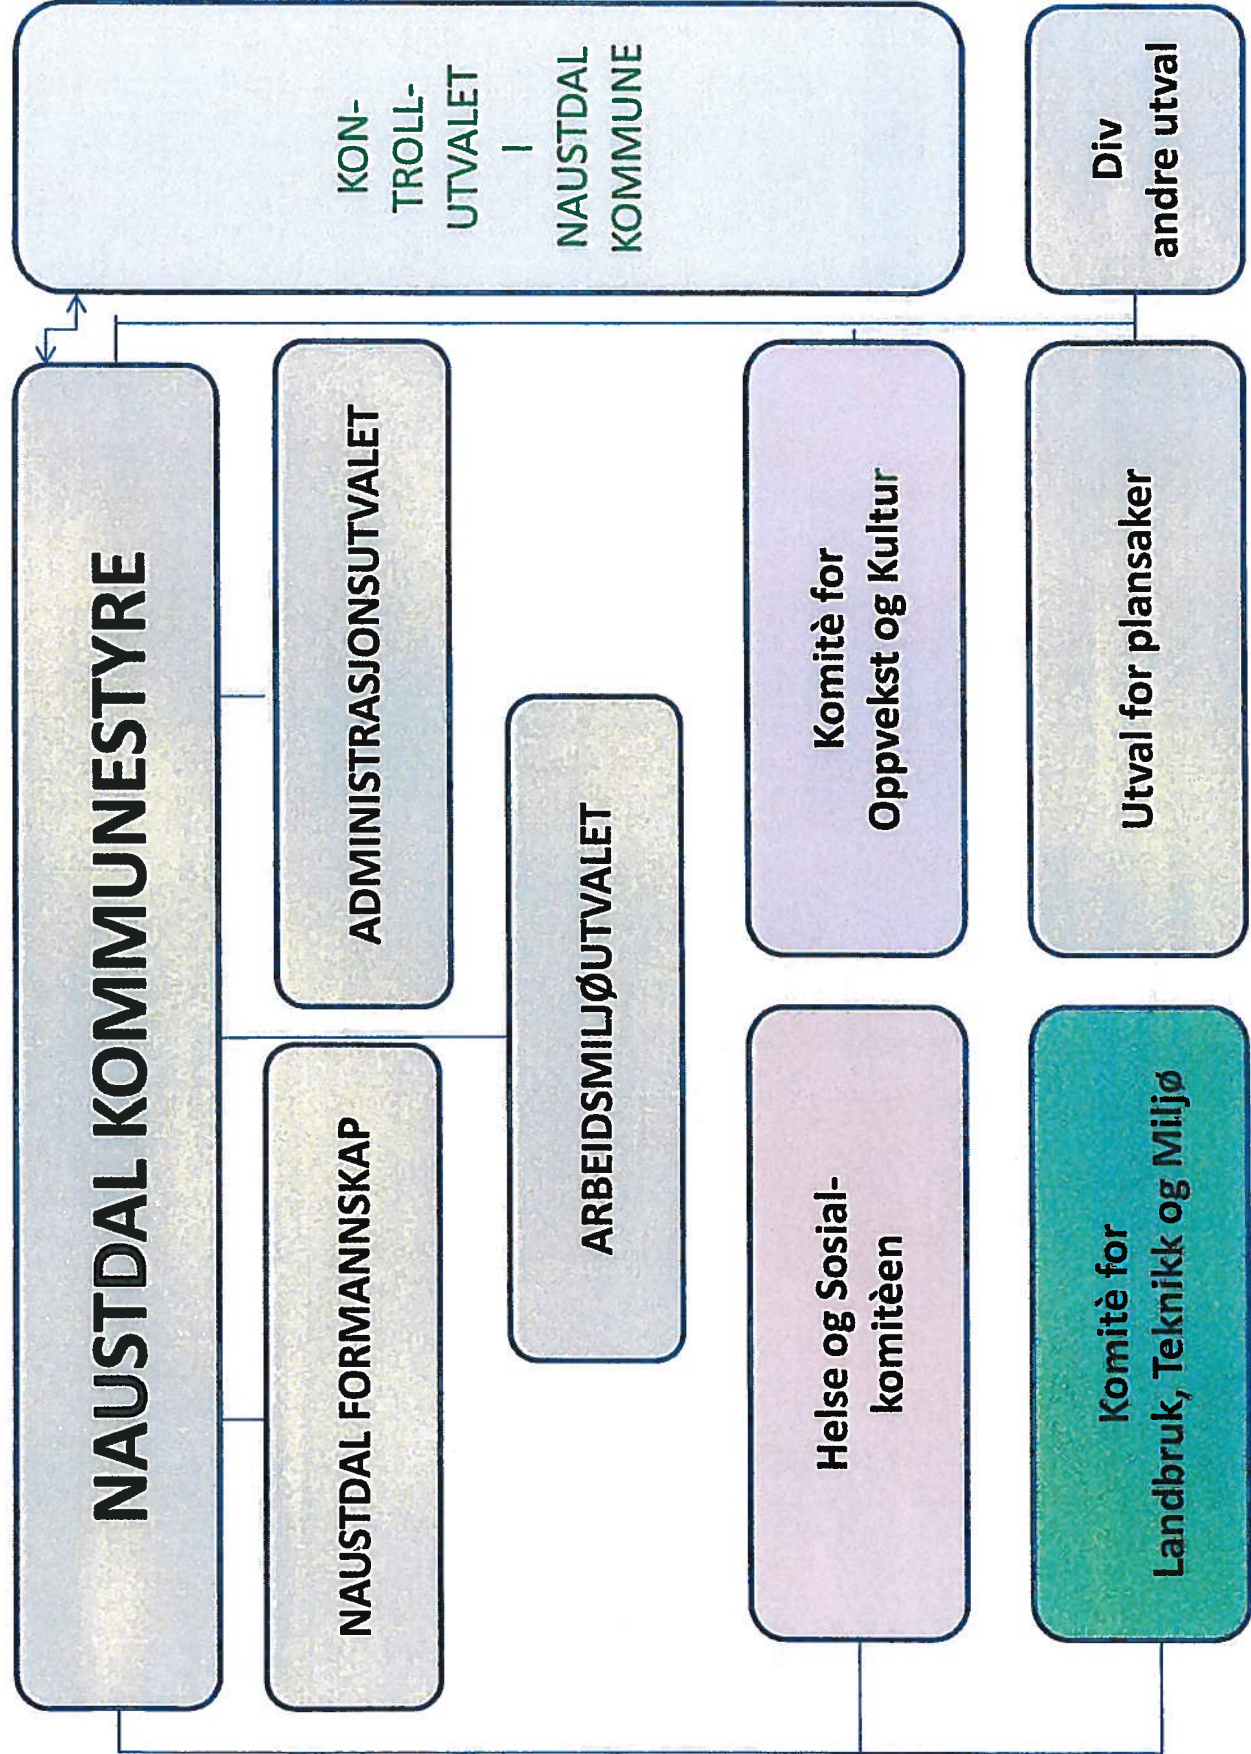 NAUSTDAL KOMMUNESTYRE
KON-
TROLL-
UTVALET
I
NAUSTDAL
KOMMUNE
NAUSTDAL FORMANNSKAP
ADMINISTRASJONSUTVALET
ARBEIDSMILJØUTVALET
Helse og Sosial-
komitèen
Komitè for
Oppvekst og Kultur
Komitè for
Landbruk, Teknikk og Miljø
Utval for plansaker
Div
andre utval